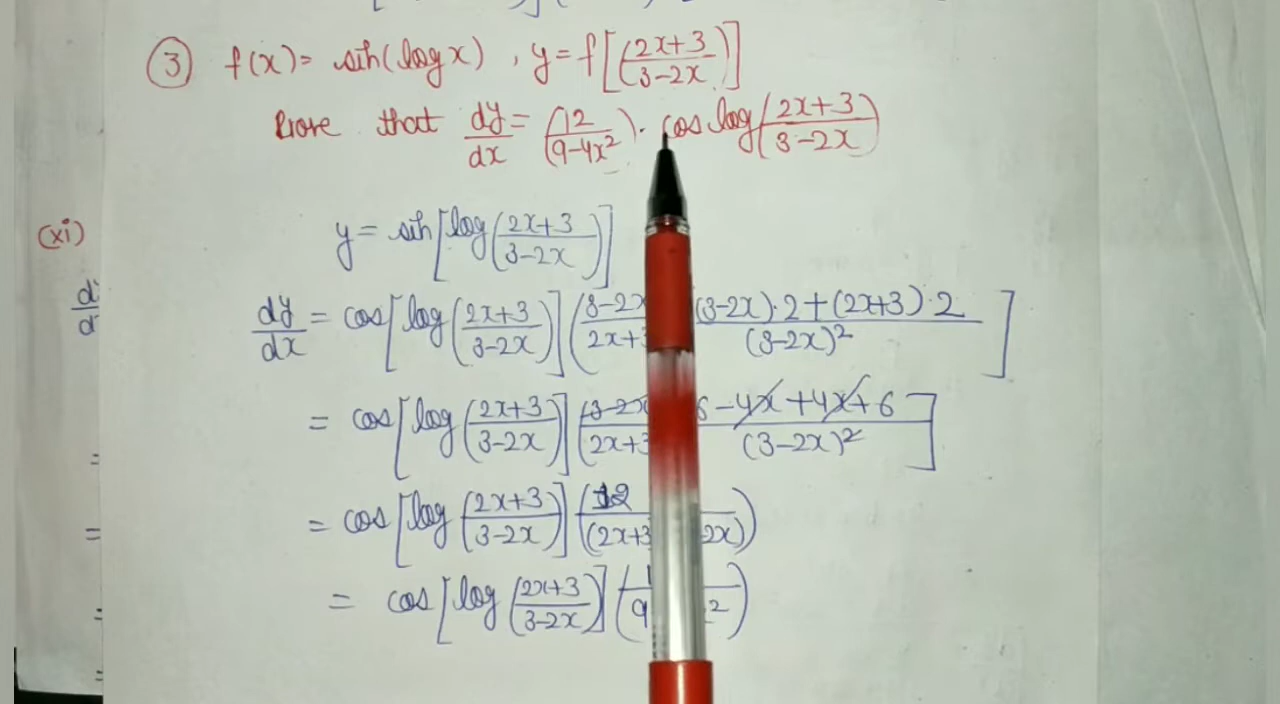 ③ f(x) = sin(log x) , y = f[(2x+3/3-2x)]
Prove that dy/dx = (12/9-4x²) . cos log(2x+3/3-2x)
(xi)
y = sin[log(2x+3/3-2x)]
dy/dx = cos[log(2x+3/3-2x)] (3-2x/2x+3 (3-2x)·2+(2x+3)·2/(3-2x)²]
= cos[log(2x+3/3-2x)] (3-2x/2x+3 6-4x+4x+6/(3-2x)²]
= cos[log(2x+3/3-2x)] (12/(2x+3 2x))
= cos[log(2x+3/3-2x)] (1/9 2)